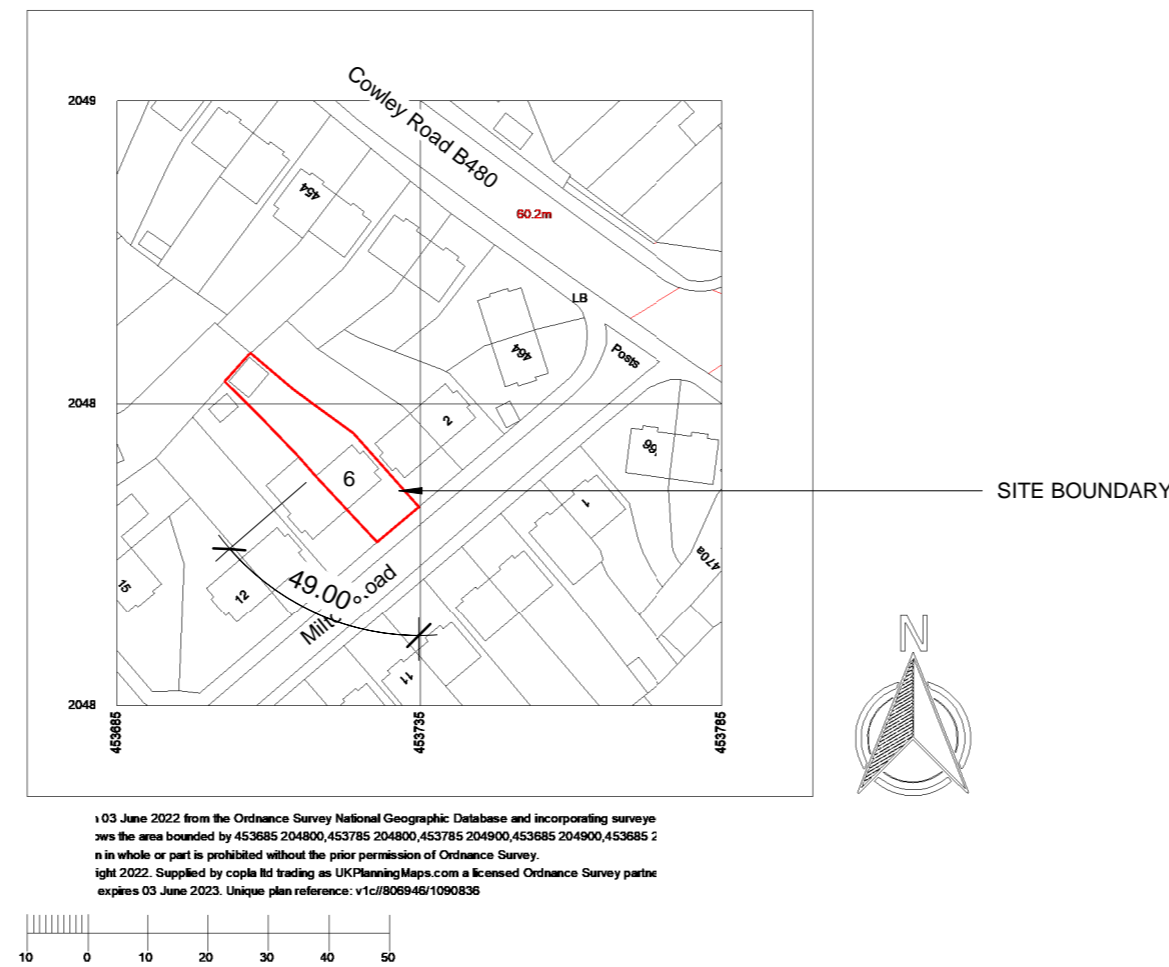 2049
Cowley Road B480
454
60.2m
LB
464
Posts
2048
2
6
SITE BOUNDARY
1
470a
15
12
49.00°
oad
11
N
2048
453685
453735
453785
03 June 2022 from the Ordnance Survey National Geographic Database and incorporating surveye
ows the area bounded by 453685 204800,453785 204800,453785 204900,453685 204900,453685 2
n in whole or part is prohibited without the prior permission of Ordnance Survey.
ight 2022. Supplied by copla ltd trading as UKPlanningMaps.com a licensed Ordnance Survey partne
expires 03 June 2023. Unique plan reference: v1c//806946/1090836
10 0 10 20 30 40 50